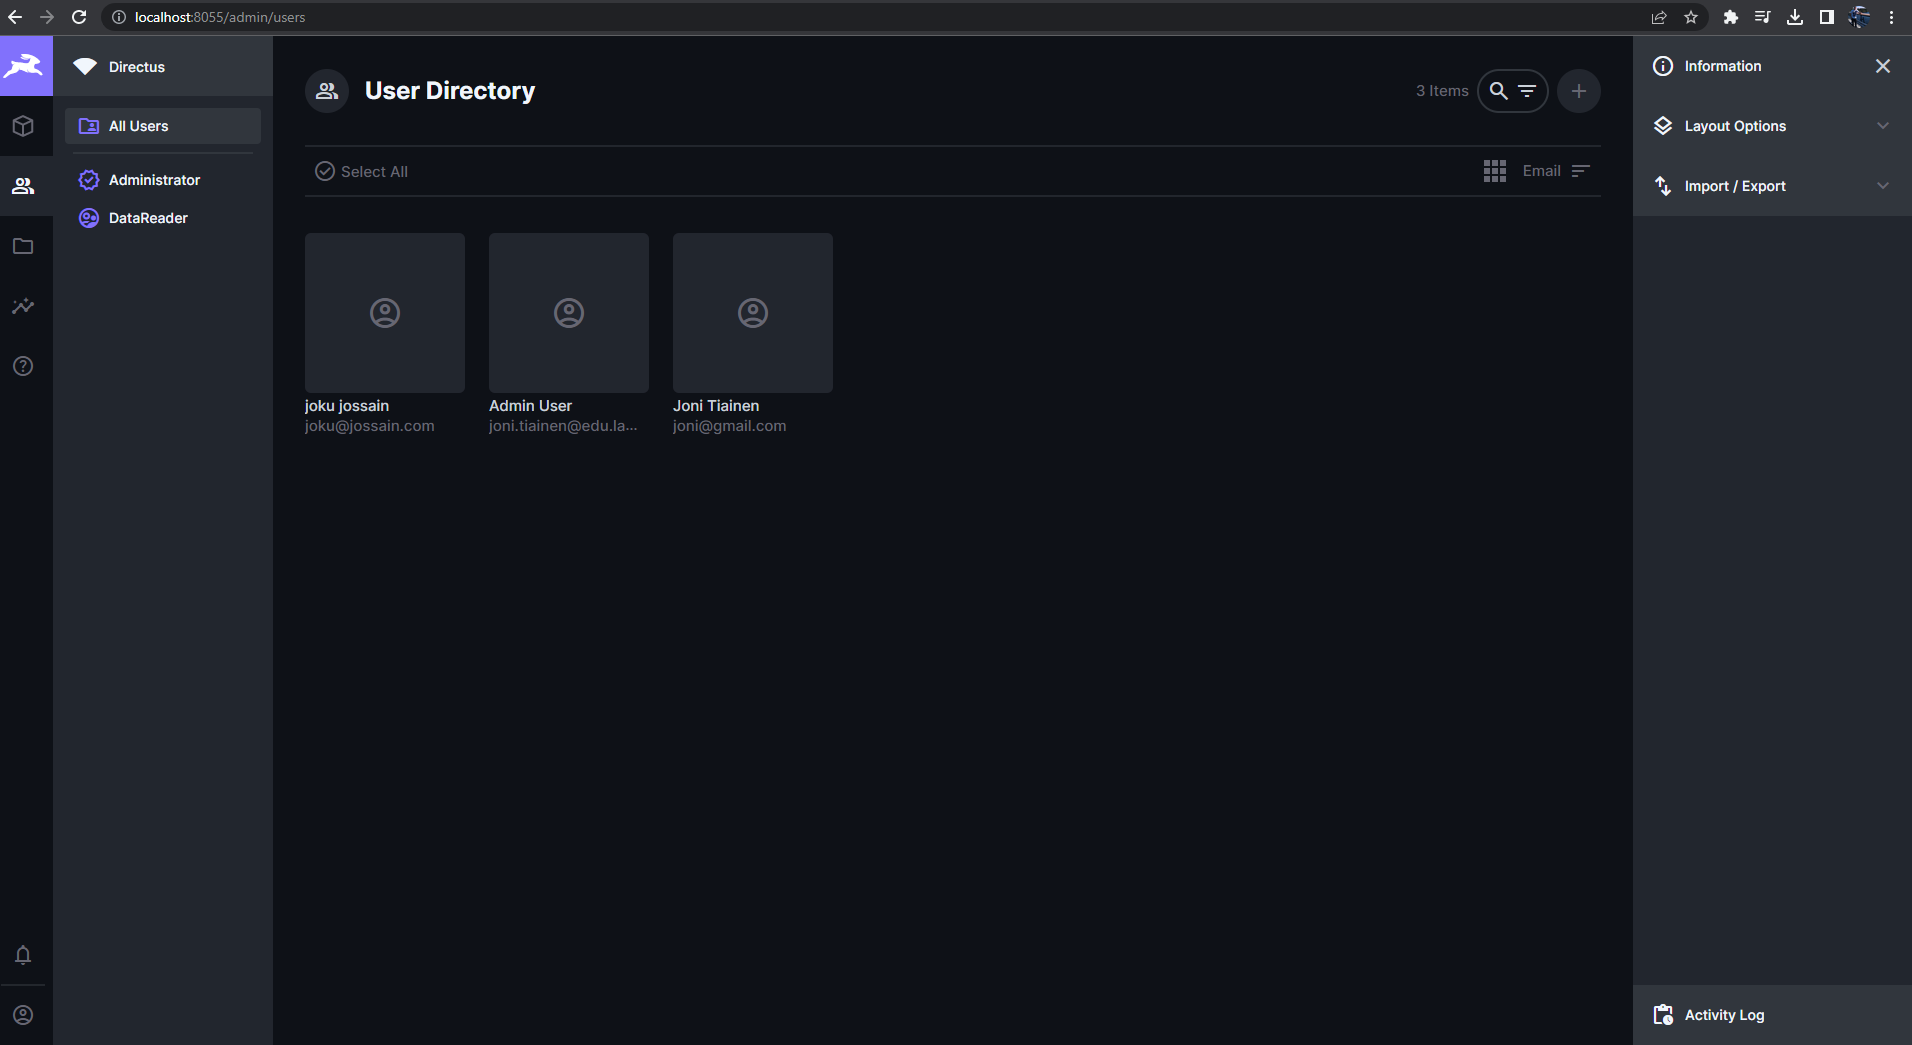 localhost:8055/admin/users
Directus
All Users
Administrator
DataReader
User Directory
3 Items
Select All
Email
joku jossain
joku@jossain.com
Admin User
joni.tiainen@edu.la...
Joni Tiainen
joni@gmail.com
Information
Layout Options
Import / Export
Activity Log